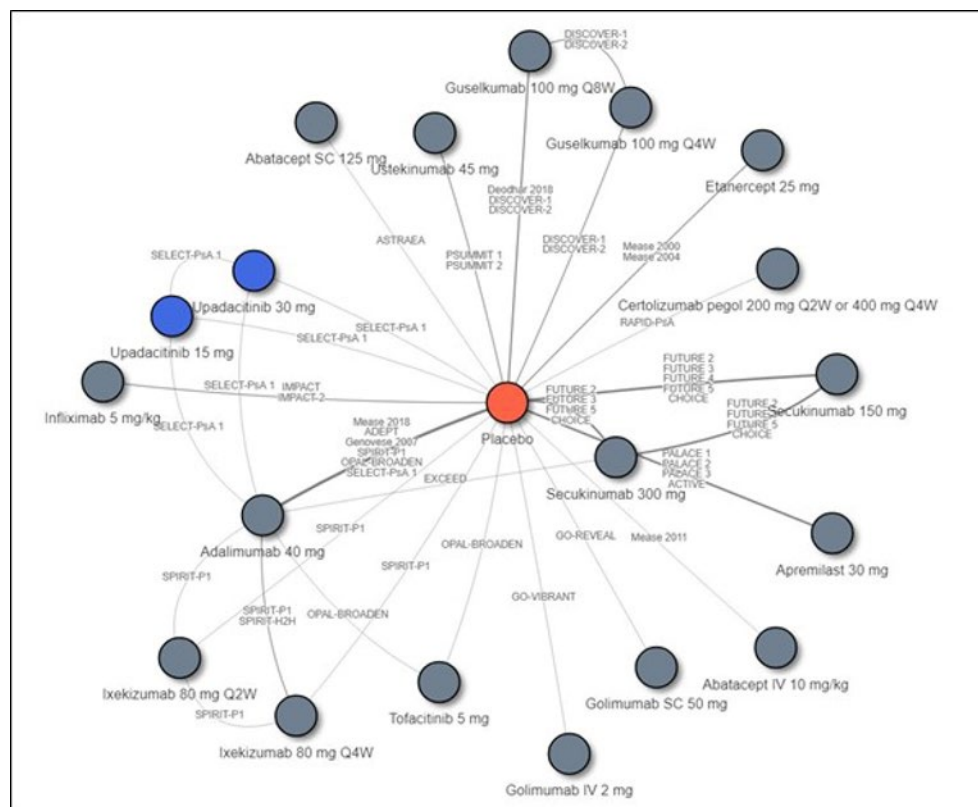 DISCOVER-1
DISCOVER-2
Guselkumab 100 mg Q8W
Guselkumab 100 mg Q4W
Abatacept SC 125 mg
Ustekinumab 45 mg
Etanercept 25 mg
Deodhar 2018
DISCOVER-1
DISCOVER-2
ASTRAEA
PSUMMIT 1
PSUMMIT 2
DISCOVER-1
DISCOVER-2
Mease 2000
Mease 2004
SELECT-PsA 1
Upadacitinib 30 mg
Certolizumab pegol 200 mg Q2W or 400 mg Q4W
RAPID-PsA
SELECT-PsA 1
SELECT-PsA 1
Upadacitinib 15 mg
FUTURE 2
FUTURE 3
FUTURE 4
FUTURE 5
CHOICE
Secukinumab 150 mg
SELECT-PsA 1
IMPACT
IMPACT-2
Infliximab 5 mg/kg
FUTURE 2
FUTURE 3
FUTURE 5
CHOICE
Placebo
FUTURE 2
FUTURE
FUTURE 5
CHOICE
SELECT-PsA 1
Mease 2018
ADEPT
Genovese 2007
SPIRIT-P1
OPAL-BROADEN
SELECT-PsA 1
EXCEED
PALACE 1
PALACE 2
PALACE 3
ACTIVE
Secukinumab 300 mg
Adalimumab 40 mg
SPIRIT-P1
OPAL-BROADEN
GO-REVEAL
Mease 2011
Apremilast 30 mg
SPIRIT-P1
SPIRIT-P1
GO-VIBRANT
SPIRIT-P1
SPIRIT-H2H
OPAL-BROADEN
Ixekizumab 80 mg Q2W
Abatacept IV 10 mg/kg
Golimumab SC 50 mg
SPIRIT-P1
Tofacitinib 5 mg
Ixekizumab 80 mg Q4W
Golimumab IV 2 mg